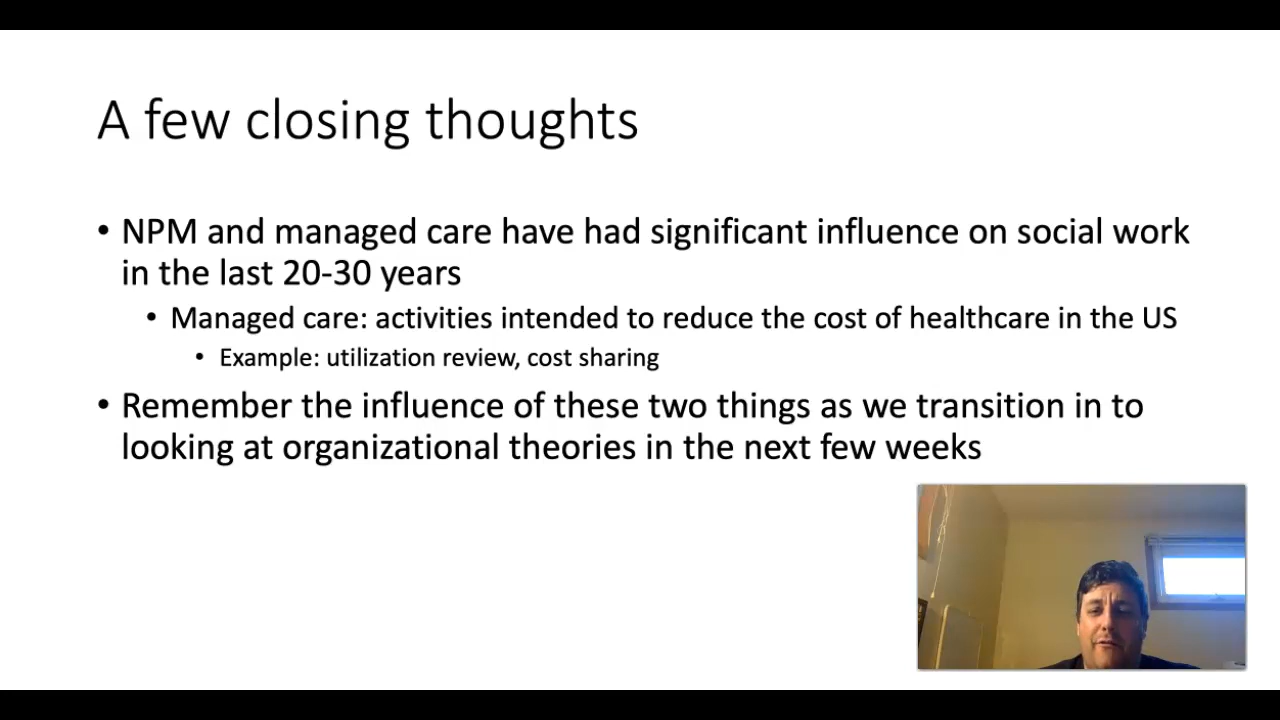 A few closing thoughts
• NPM and managed care have had significant influence on social work
in the last 20-30 years
• Managed care: activities intended to reduce the cost of healthcare in the US
• Example: utilization review, cost sharing
• Remember the influence of these two things as we transition in to
looking at organizational theories in the next few weeks